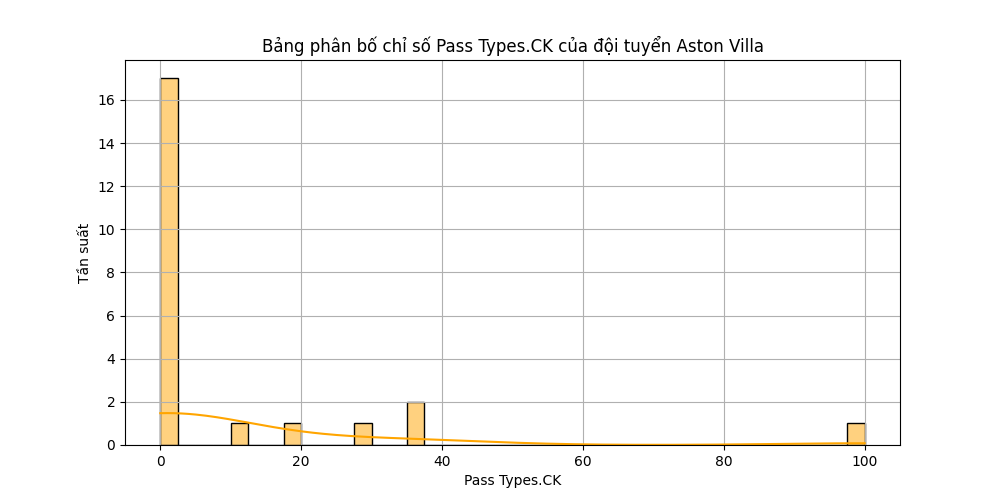 Bảng phân bố chỉ số Pass Types.CK của đội tuyển Aston Villa
Tần suất
16
14
12
10
8
6
4
2
0
0 20 40 60 80 100
Pass Types.CK